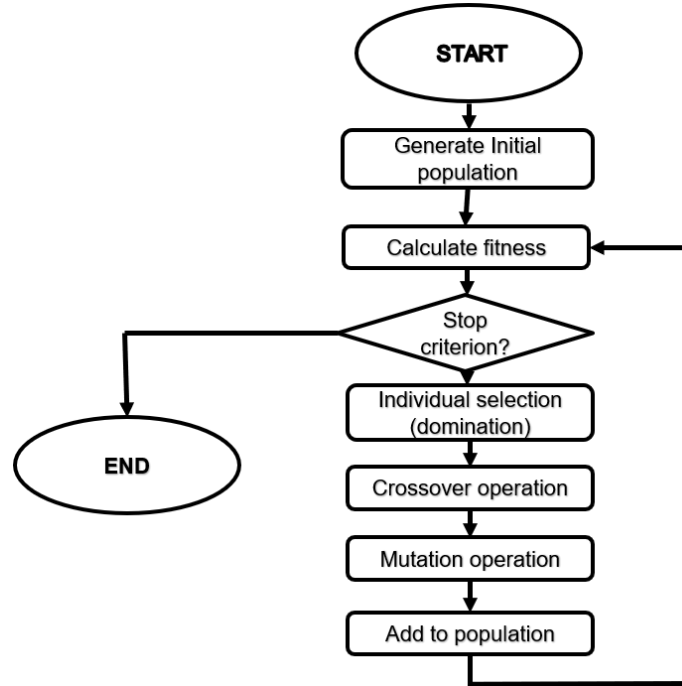 START
Generate Initial
population
Calculate fitness
Stop
criterion?
Individual selection
(domination)
END
Crossover operation
Mutation operation
Add to population